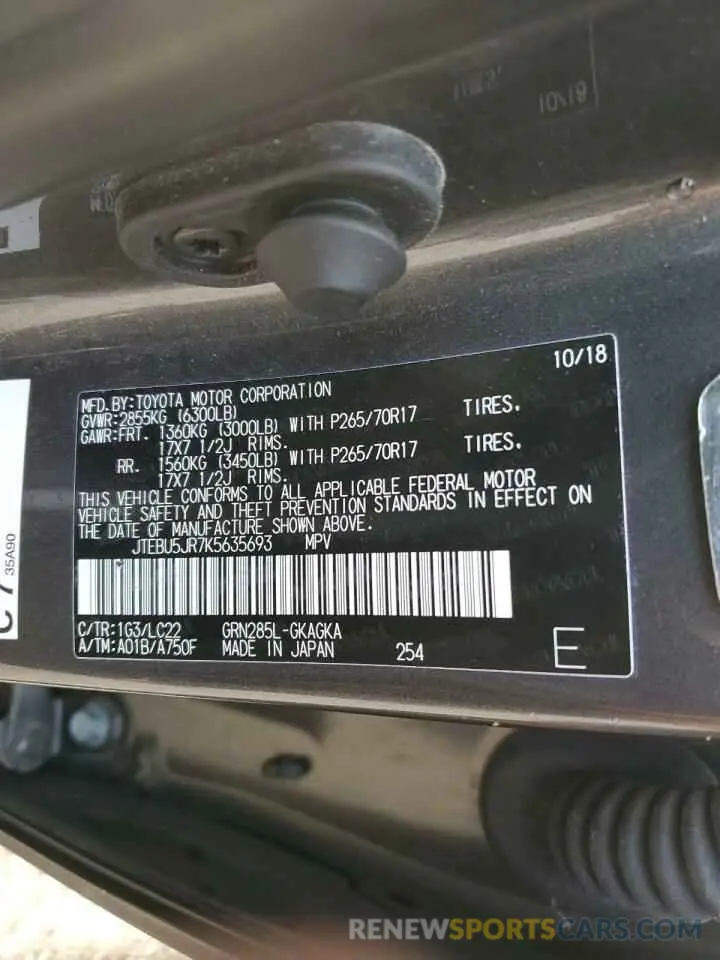 10/18
10/18
MFD.BY:TOYOTA MOTOR CORPORATION
GVWR:2855KG (6300LB)
GAWR:FRT. 1360KG (3000LB) WITH P265/70R17 TIRES.
17X7 1/2J RIMS.
RR. 1560KG (3450LB) WITH P265/70R17 TIRES.
17X7 1/2J RIMS.
THIS VEHICLE CONFORMS TO ALL APPLICABLE FEDERAL MOTOR
VEHICLE SAFETY AND THEFT PREVENTION STANDARDS IN EFFECT ON
THE DATE OF MANUFACTURE SHOWN ABOVE.
JTEBU5JR7K5635693 MPV
C/TR:1G3/LC22 GRN285L-GKAGKA
A/TM:A01B/A750F MADE IN JAPAN 254 E
35A90
RENEWSPORTSCARS.COM